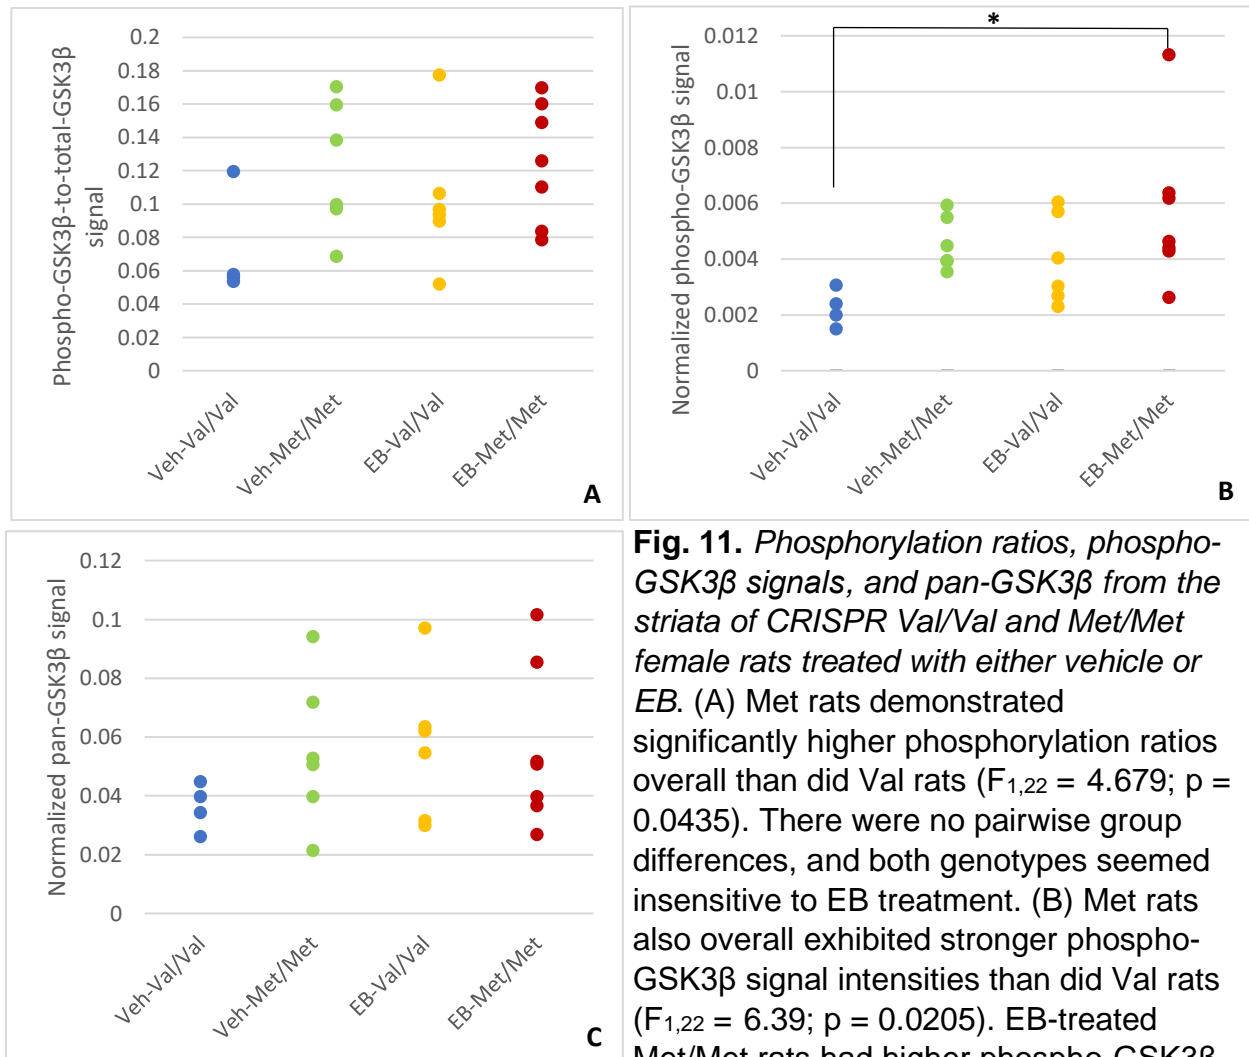 Phospho-GSK3β-to-total-GSK3β
signal
0.2
0.18
0.16
0.14
0.12
0.1
0.08
0.06
0.04
0.02
0
Veh-Val/Val
Veh-Met/Met
EB-Val/Val
EB-Met/Met
A
Normalized phospho-GSK3β signal
0.012
0.01
0.008
0.006
0.004
0.002
0
*
Veh-Val/Val
Veh-Met/Met
EB-Val/Val
EB-Met/Met
B
Normalized pan-GSK3β signal
0.12
0.1
0.08
0.06
0.04
0.02
0
Veh-Val/Val
Veh-Met/Met
EB-Val/Val
EB-Met/Met
C
Fig. 11. Phosphorylation ratios, phospho-
GSK3β signals, and pan-GSK3β from the
striata of CRISPR Val/Val and Met/Met
female rats treated with either vehicle or
EB. (A) Met rats demonstrated
significantly higher phosphorylation ratios
overall than did Val rats (F1,22 = 4.679; p =
0.0435). There were no pairwise group
differences, and both genotypes seemed
insensitive to EB treatment. (B) Met rats
also overall exhibited stronger phospho-
GSK3β signal intensities than did Val rats
(F1,22 = 6.39; p = 0.0205). EB-treated
Met/Met rats had higher phospho-GSK3β